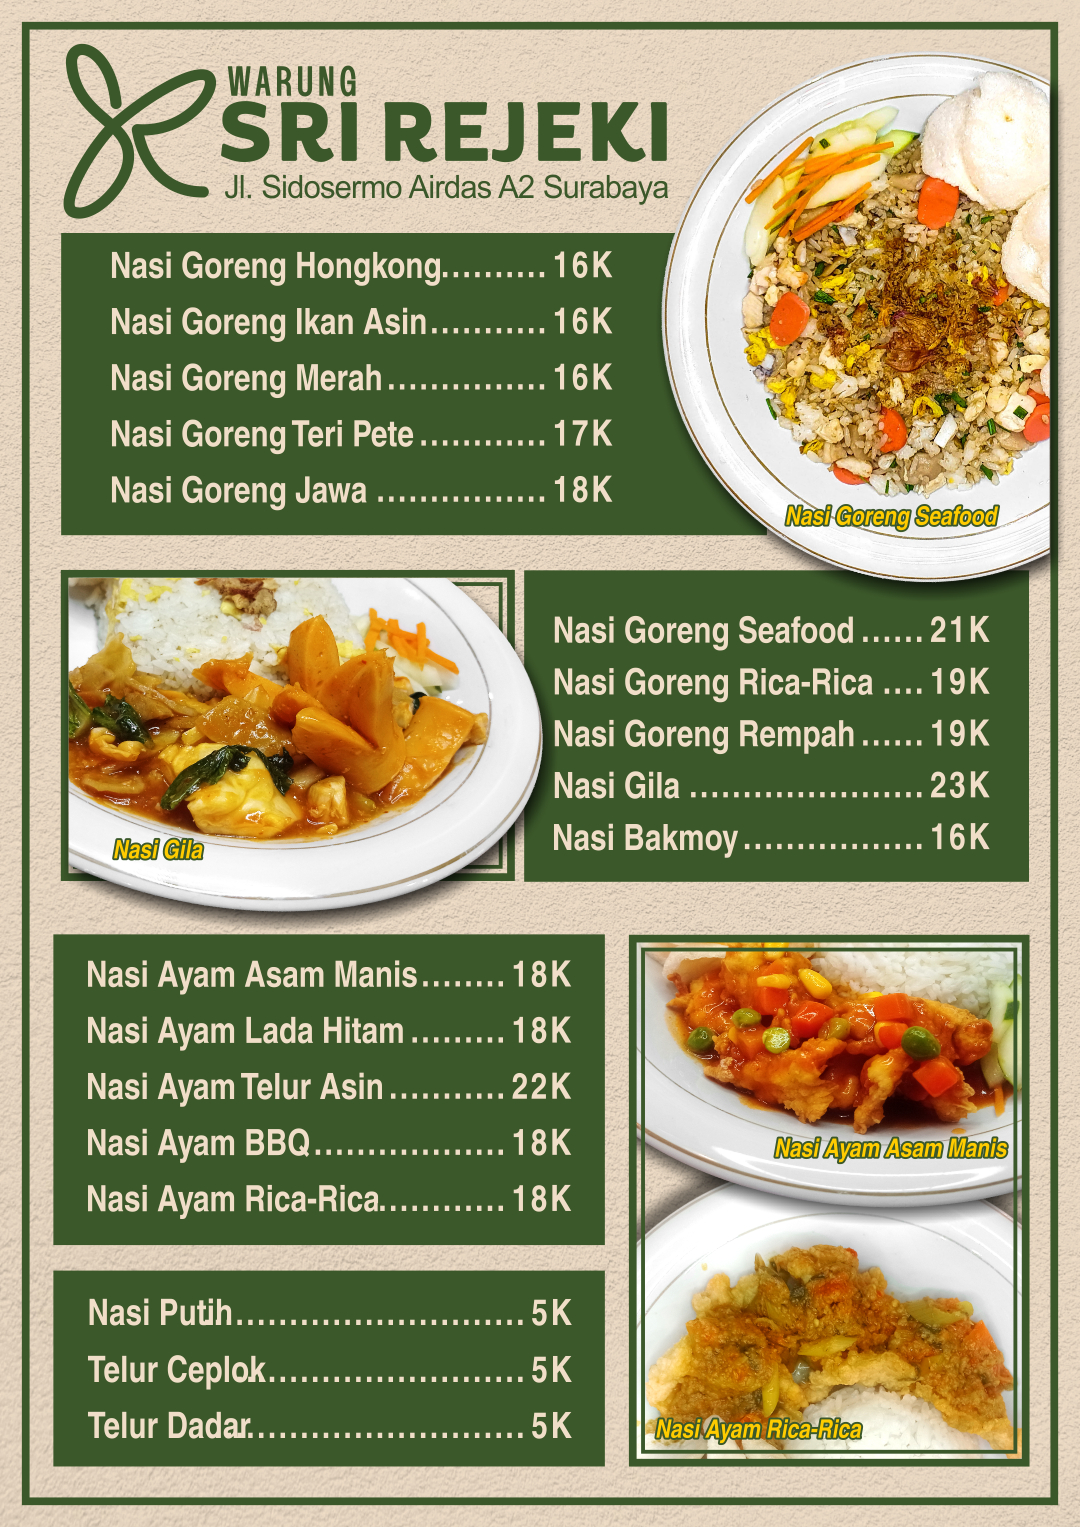 WARUNG
SRI REJEKI
Jl. Sidosermo Airdas A2 Surabaya
Nasi Goreng Hongkong.......... 16K
Nasi Goreng Ikan Asin........... 16K
Nasi Goreng Merah ............... 16K
Nasi Goreng Teri Pete ............ 17K
Nasi Goreng Jawa ................ 18K
Nasi Goreng Seafood
Nasi Gila
Nasi Goreng Seafood ...... 21K
Nasi Goreng Rica-Rica .... 19K
Nasi Goreng Rempah ...... 19K
Nasi Gila ...................... 23K
Nasi Bakmoy ................. 16K
Nasi Ayam Asam Manis ........ 18K
Nasi Ayam Lada Hitam ......... 18K
Nasi Ayam Telur Asin ........... 22K
Nasi Ayam BBQ .................. 18K
Nasi Ayam Rica-Rica............ 18K
Nasi Ayam Asam Manis
Nasi Ayam Rica-Rica
Nasi Putih ........................... 5K
Telur Ceplok........................ 5K
Telur Dadar.......................... 5K